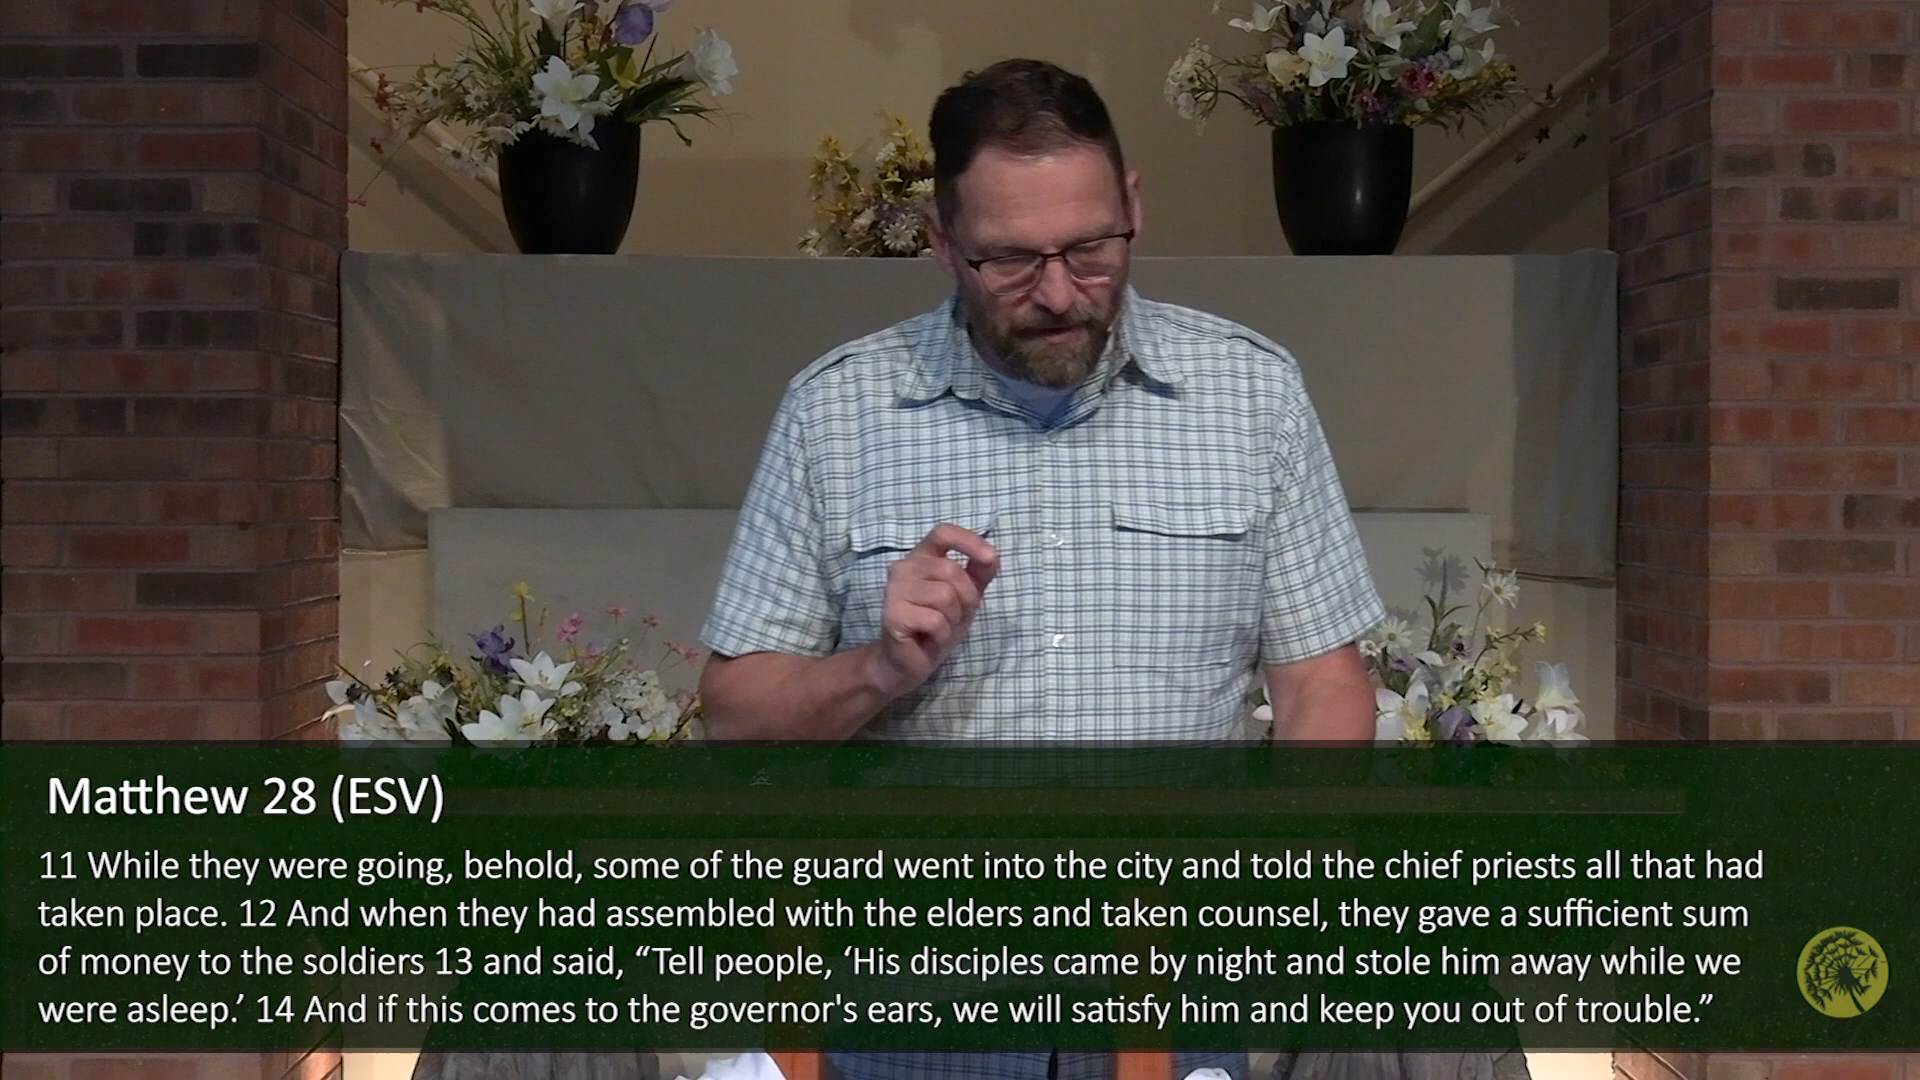 Matthew 28 (ESV)
11 While they were going, behold, some of the guard went into the city and told the chief priests all that had
taken place. 12 And when they had assembled with the elders and taken counsel, they gave a sufficient sum
of money to the soldiers 13 and said, “Tell people, ‘His disciples came by night and stole him away while we
were asleep.’ 14 And if this comes to the governor's ears, we will satisfy him and keep you out of trouble.”